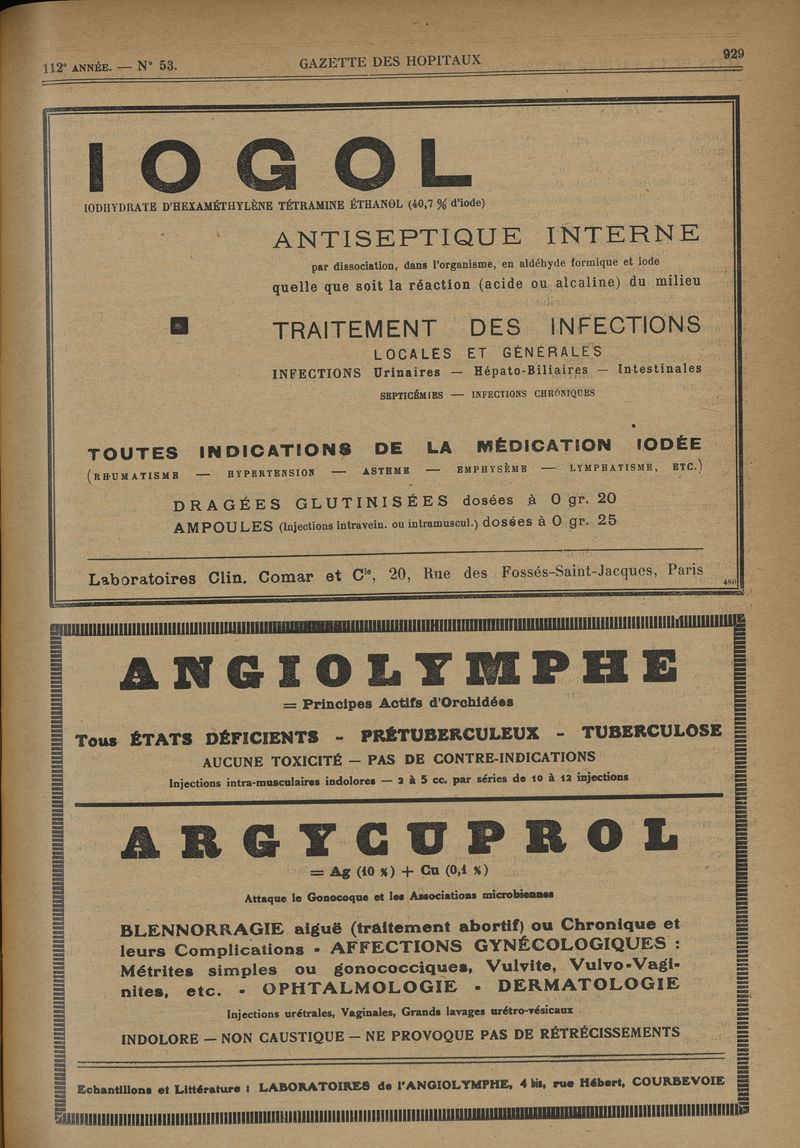 112e ANNÉE. — N° 53.
GAZETTE DES HOPITAUX
929
IOGOL
IODHYDRATE D'HEXAMÉTHYLÈNE TÉTRAMINE ÉTHANOL (40,7 % d'iode)
ANTISEPTIQUE INTERNE
par dissociation, dans l'organisme, en aldéhyde formique et iode
quelle que soit la réaction (acide ou alcaline) du milieu
TRAITEMENT DES INFECTIONS
LOCALES ET GÉNÉRALES
INFECTIONS Urinaires — Hépato-Biliaires — Intestinales
SEPTICÉMIES — INFECTIONS CHRONIQUES
TOUTES INDICATIONS DE LA MÉDICATION IODÉE
(RHUMATISME — HYPERTENSION — ASTHME — EMPHYSÈME — LYMPHATISME, ETC.)
DRAGÉES GLUTINISÉES dosées à 0 gr. 20
AMPOULES (Injections intravein. ou intramuscul.) dosées à 0 gr. 25
Laboratoires Clin. Comar et Cie, 20, Rue des Fossés-Saint-Jacques, Paris
480
ANGIOLYMPHE
= Principes Actifs d'Orchidées
Tous ÉTATS DÉFICIENTS - PRÉTUBERCULEUX - TUBERCULOSE
AUCUNE TOXICITÉ — PAS DE CONTRE-INDICATIONS
Injections intra-musculaires indolores — 2 à 5 cc. par séries de 10 à 12 injections
ARGYCUPROL
= Ag (10 %) + Cu (0,1 %)
Attaque le Gonocoque et les Associations microbiennes
BLENNORRAGIE aiguë (traitement abortif) ou Chronique et
leurs Complications - AFFECTIONS GYNÉCOLOGIQUES :
Métrites simples ou gonococciques, Vulvite, Vulvo-Vagi-
nites, etc. - OPHTALMOLOGIE - DERMATOLOGIE
Injections urétrales, Vaginales, Grands lavages urétro-vésicaux
INDOLORE — NON CAUSTIQUE — NE PROVOQUE PAS DE RÉTRÉCISSEMENTS
Echantillons et Littérature : LABORATOIRES de l'ANGIOLYMPHE, 4 bis, rue Hébert, COURBEVOIE